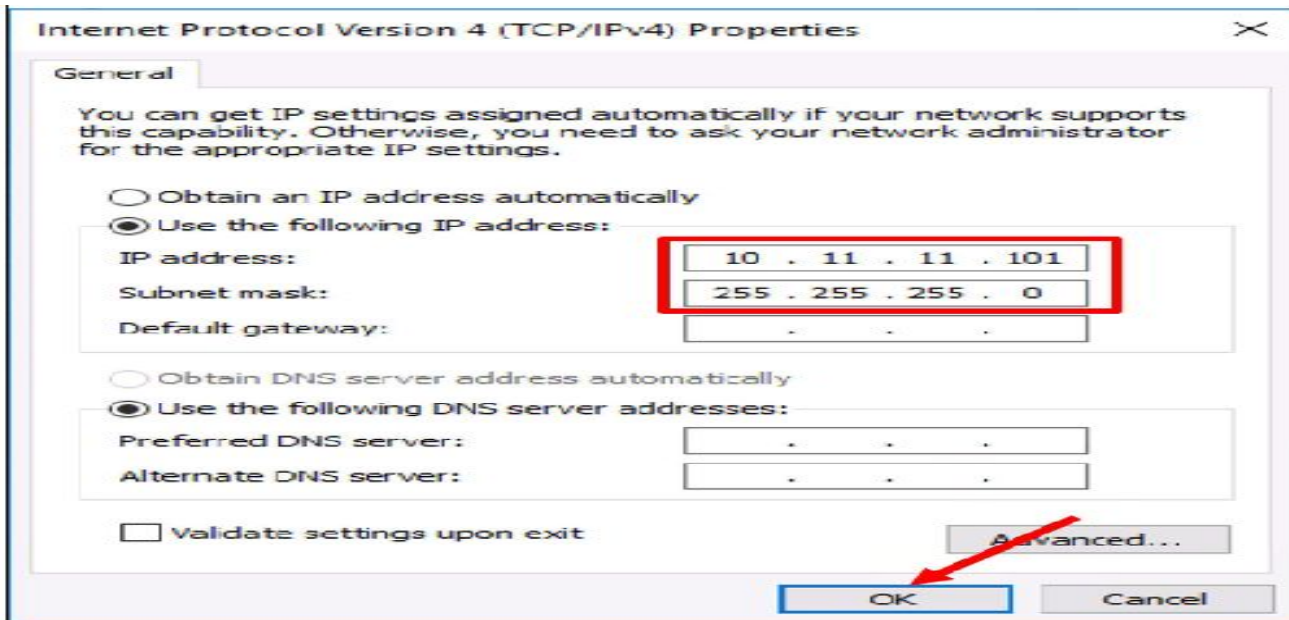 Internet Protocol Version 4 (TCP/IPv4) Properties
General
You can get IP settings assigned automatically if your network supports
this capability. Otherwise, you need to ask your network administrator
for the appropriate IP settings.
Obtain an IP address automatically
Use the following IP address:
IP address: 10 . 11 . 11 . 101
Subnet mask: 255 . 255 . 255 . 0
Default gateway: . . .
Obtain DNS server address automatically
Use the following DNS server addresses:
Preferred DNS server: . . .
Alternate DNS server: . . .
Validate settings upon exit
Advanced...
OK Cancel